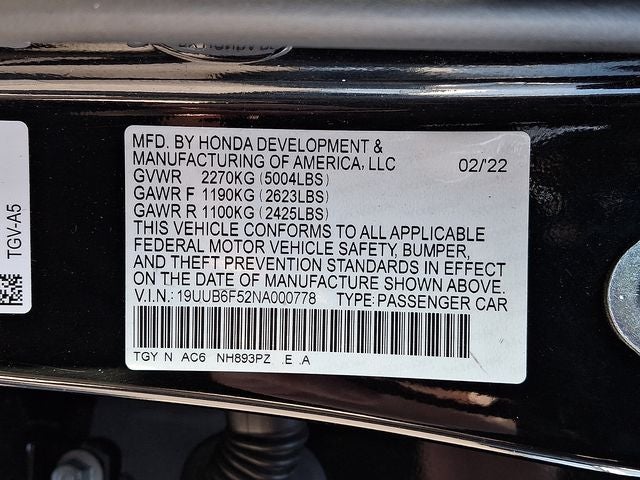 MFD. BY HONDA DEVELOPMENT &
MANUFACTURING OF AMERICA, LLC 02/'22
GVWR 2270KG (5004LBS)
GAWR F 1190KG (2623LBS)
GAWR R 1100KG (2425LBS)
THIS VEHICLE CONFORMS TO ALL APPLICABLE
FEDERAL MOTOR VEHICLE SAFETY, BUMPER,
AND THEFT PREVENTION STANDARDS IN EFFECT
ON THE DATE OF MANUFACTURE SHOWN ABOVE.
V.I.N.: 19UUB6F52NA000778 TYPE: PASSENGER CAR
TGY N AC6 NH893PZ .E .A
TGV-A5